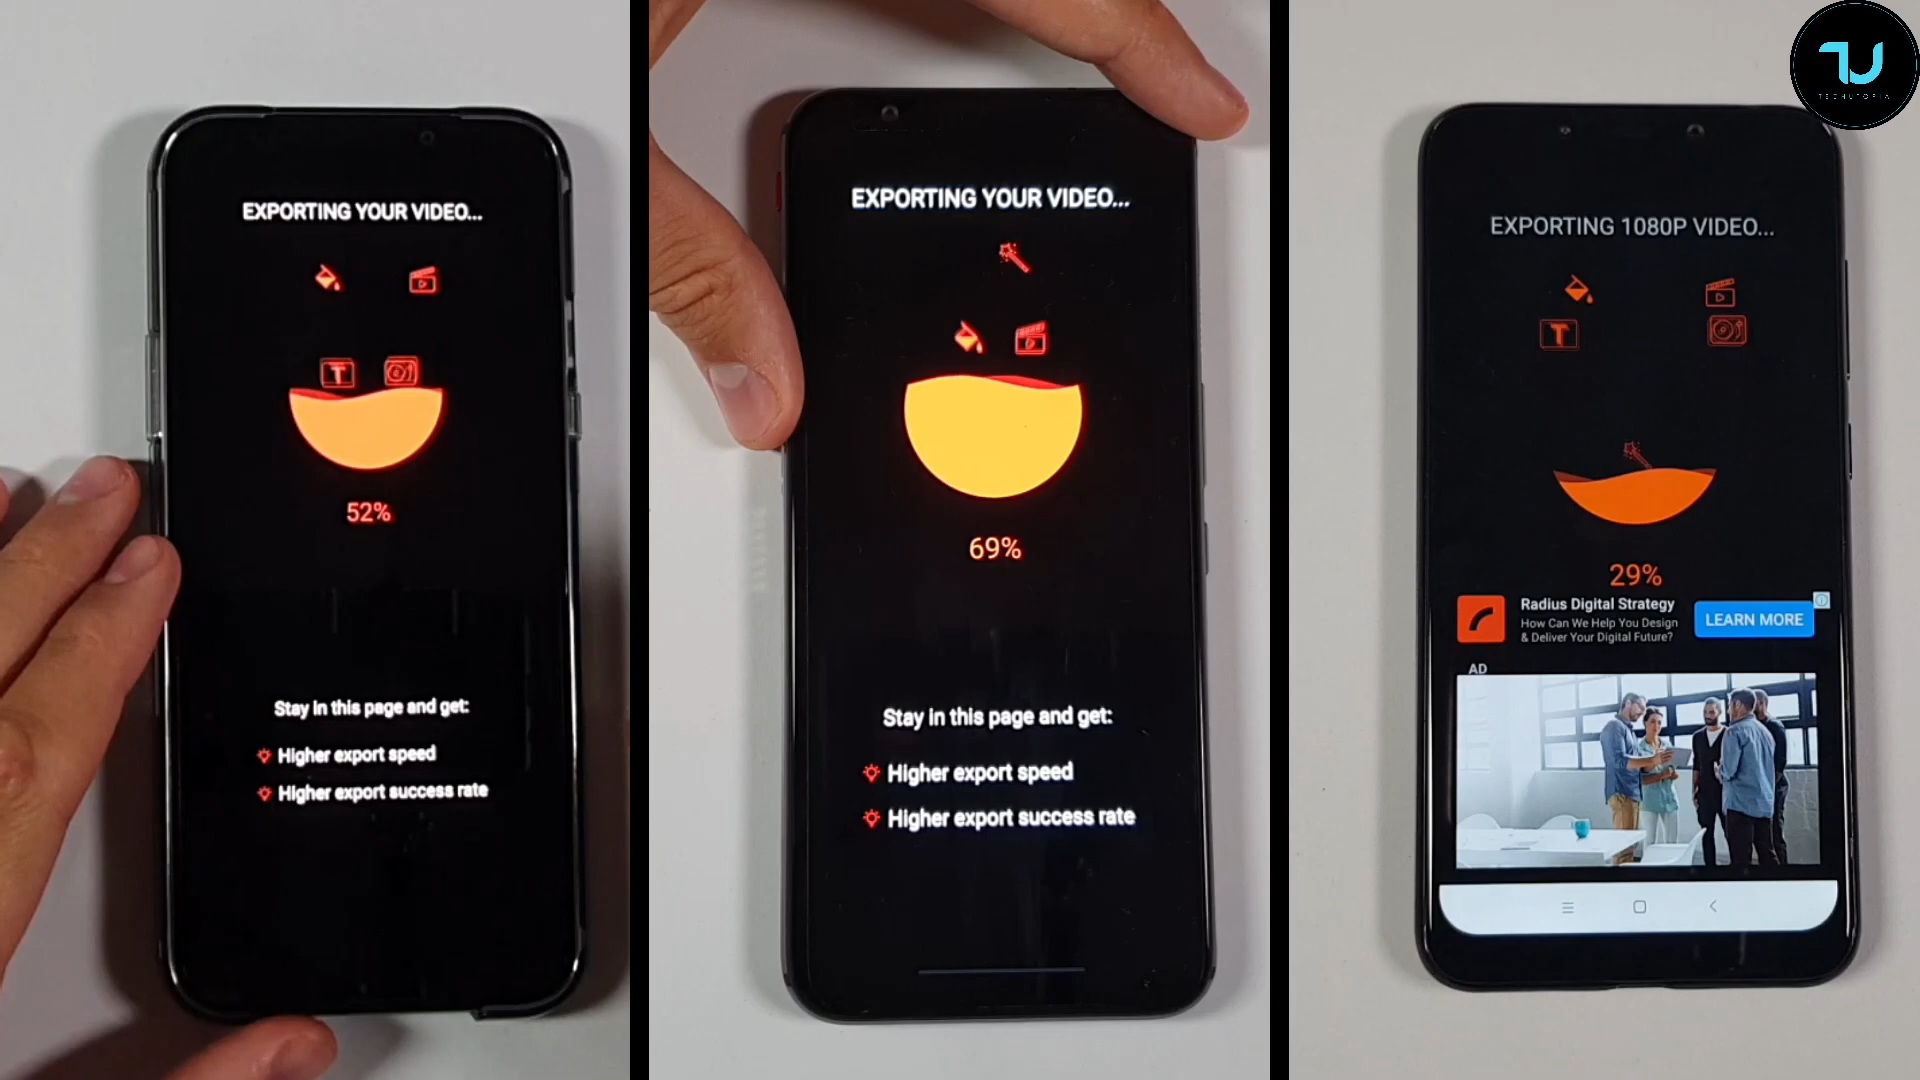 EXPORTING YOUR VIDEO...
T
52%
Stay in this page and get:
Higher export speed
Higher export success rate
EXPORTING YOUR VIDEO...
69%
Stay in this page and get:
Higher export speed
Higher export success rate
TECHUTOPIA
EXPORTING 1080P VIDEO...
T
29%
Radius Digital Strategy
How Can We Help You Design
& Deliver Your Digital Future?
LEARN MORE
AD